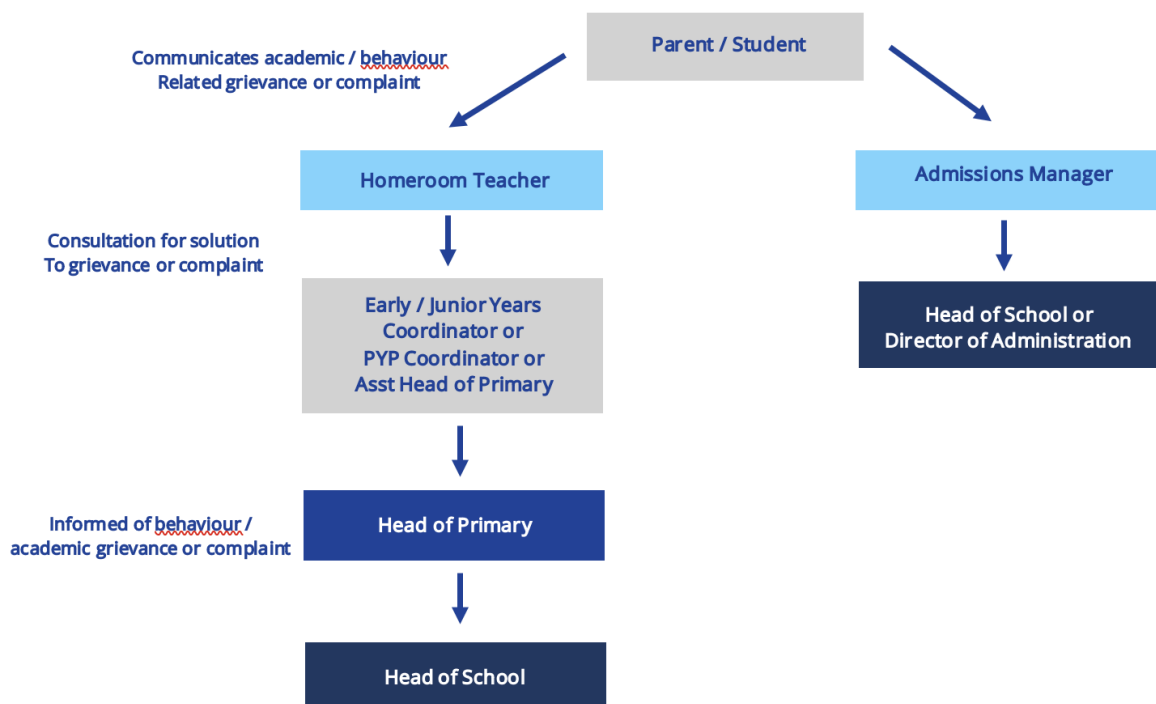 Parent / Student
Communicates academic / behaviour
Related grievance or complaint
Homeroom Teacher
Admissions Manager
Consultation for solution
To grievance or complaint
Early / Junior Years
Coordinator or
PYP Coordinator or
Asst Head of Primary
Head of School or
Director of Administration
Informed of behaviour /
academic grievance or complaint
Head of Primary
Head of School